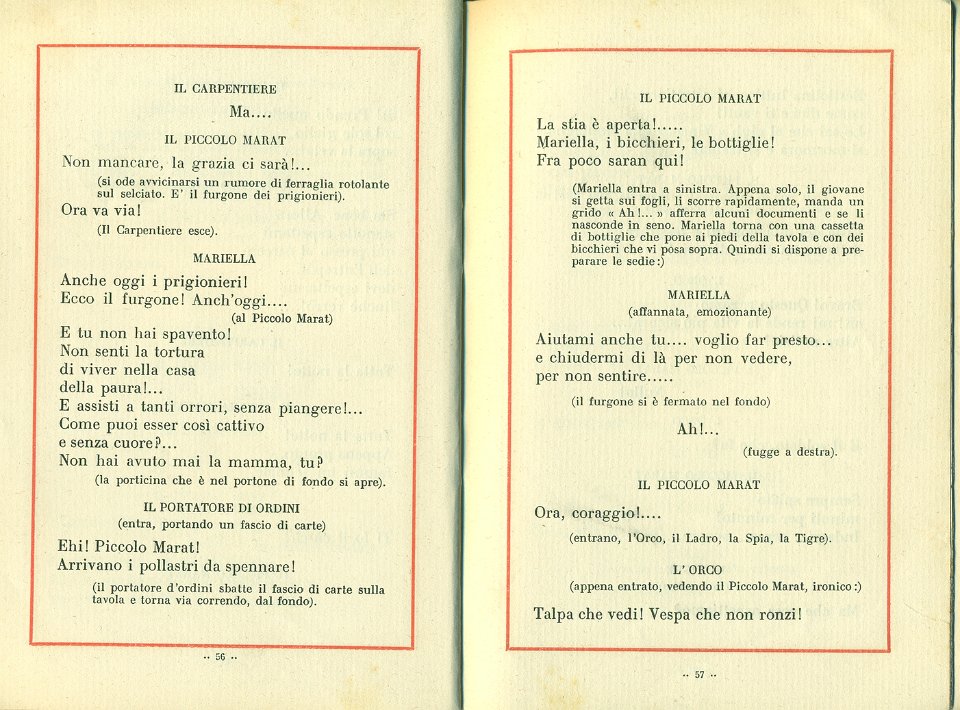 IL CARPENTIERE
Ma....
IL PICCOLO MARAT
Non mancare, la grazia ci sarà!...
(si ode avvicinarsi un rumore di ferraglia rotolante
sul selciato. E' il furgone dei prigionieri).
Ora va via!
(Il Carpentiere esce).
MARIELLA
Anche oggi i prigionieri!
Ecco il furgone! Anch'oggi....
(al Piccolo Marat)
E tu non hai spavento!
Non senti la tortura
di viver nella casa
della paura!...
E assisti a tanti orrori, senza piangere!...
Come puoi esser così cattivo
e senza cuore?...
Non hai avuto mai la mamma, tu?
(la porticina che è nel portone di fondo si apre).
IL PORTATORE DI ORDINI
(entra, portando un fascio di carte)
Ehi! Piccolo Marat!
Arrivano i pollastri da spennare!
(il portatore d'ordini sbatte il fascio di carte sulla
tavola e torna via correndo, dal fondo).
.. 56 ..
IL PICCOLO MARAT
La stia è aperta!.....
Mariella, i bicchieri, le bottiglie!
Fra poco saran qui!
(Mariella entra a sinistra. Appena solo, il giovane
si getta sui fogli, li scorre rapidamente, manda un
grido « Ah!... » afferra alcuni documenti e se li
nasconde in seno. Mariella torna con una cassetta
di bottiglie che pone ai piedi della tavola e con dei
bicchieri che vi posa sopra. Quindi si dispone a pre-
parare le sedie:)
MARIELLA
(affannata, emozionante)
Aiutami anche tu.... voglio far presto...
e chiudermi di là per non vedere,
per non sentire.....
(il furgone si è fermato nel fondo)
Ah!...
(fugge a destra).
IL PICCOLO MARAT
Ora, coraggio!....
(entrano, l'Orco, il Ladro, la Spia, la Tigre).
L' ORCO
(appena entrato, vedendo il Piccolo Marat, ironico:)
Talpa che vedi! Vespa che non ronzi!
.. 57 ..